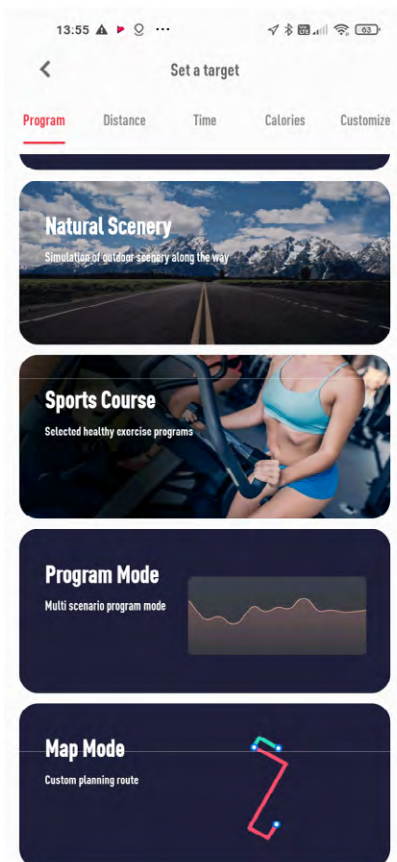 13:55
63
Set a target
Program Distance Time Calories Customize
Natural Scenery
Simulation of outdoor scenery along the way
Sports Course
Selected healthy exercise programs
Program Mode
Multi scenario program mode
Map Mode
Custom planning route